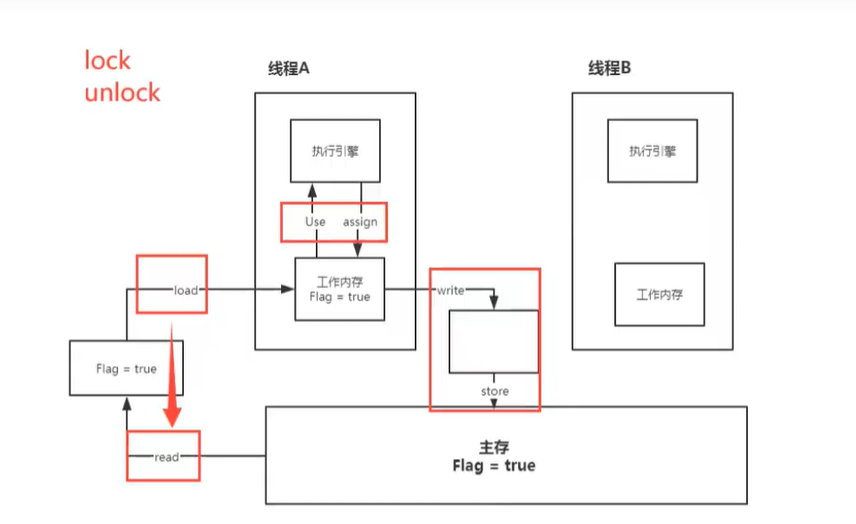 lock
unlock
线程A
线程B
执行引擎
执行引擎
Use
assign
工作内存
Flag = true
工作内存
load
write
Flag = true
store
read
主存
Flag = true